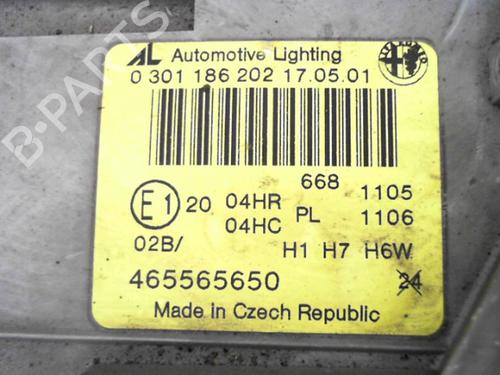 AL Automotive Lighting
0 301 186 202 17.05.01
668
E1 20 04HR PL 1105
04HC 1106
02B/ H1 H7 H6W
465565650 24
Made in Czech Republic
B-PARTS